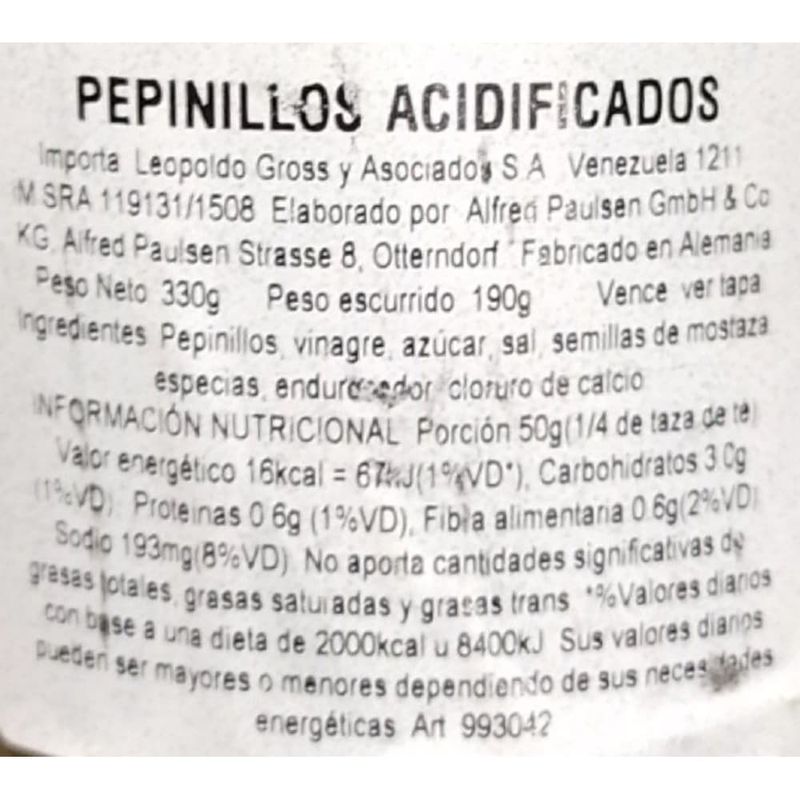 PEPINILLOS ACIDIFICADOS
Importa Leopoldo Gross y Asociados S A Venezuela 1211
M SRA 119131/1508 Elaborado por Alfred Paulsen GmbH & Co
KG, Alfred Paulsen Strasse 8, Otterndorf Fabricado en Alemania
Peso Neto 330g Peso escurrido 190g Vence ver tapa
Ingredientes Pepinillos, vinagre, azúcar, sal, semillas de mostaza
especias, endurecedor cloruro de calcio
INFORMACIÓN NUTRICIONAL Porción 50g(1/4 de taza de té)
Valor energético 16kcal = 67kJ(1%VD*), Carbohidratos 3.0g
(1%VD) Proteinas 0 6g (1%VD), Fibra alimentaria 0.6g(2%VD)
Sodio 193mg(8%VD) No aporta cantidades significativas de
grasas totales, grasas saturadas y grasas trans *%Valores diarios
con base a una dieta de 2000kcal u 8400kJ Sus valores diarios
pueden ser mayores o menores dependiendo de sus necesidades
energéticas Art 993042